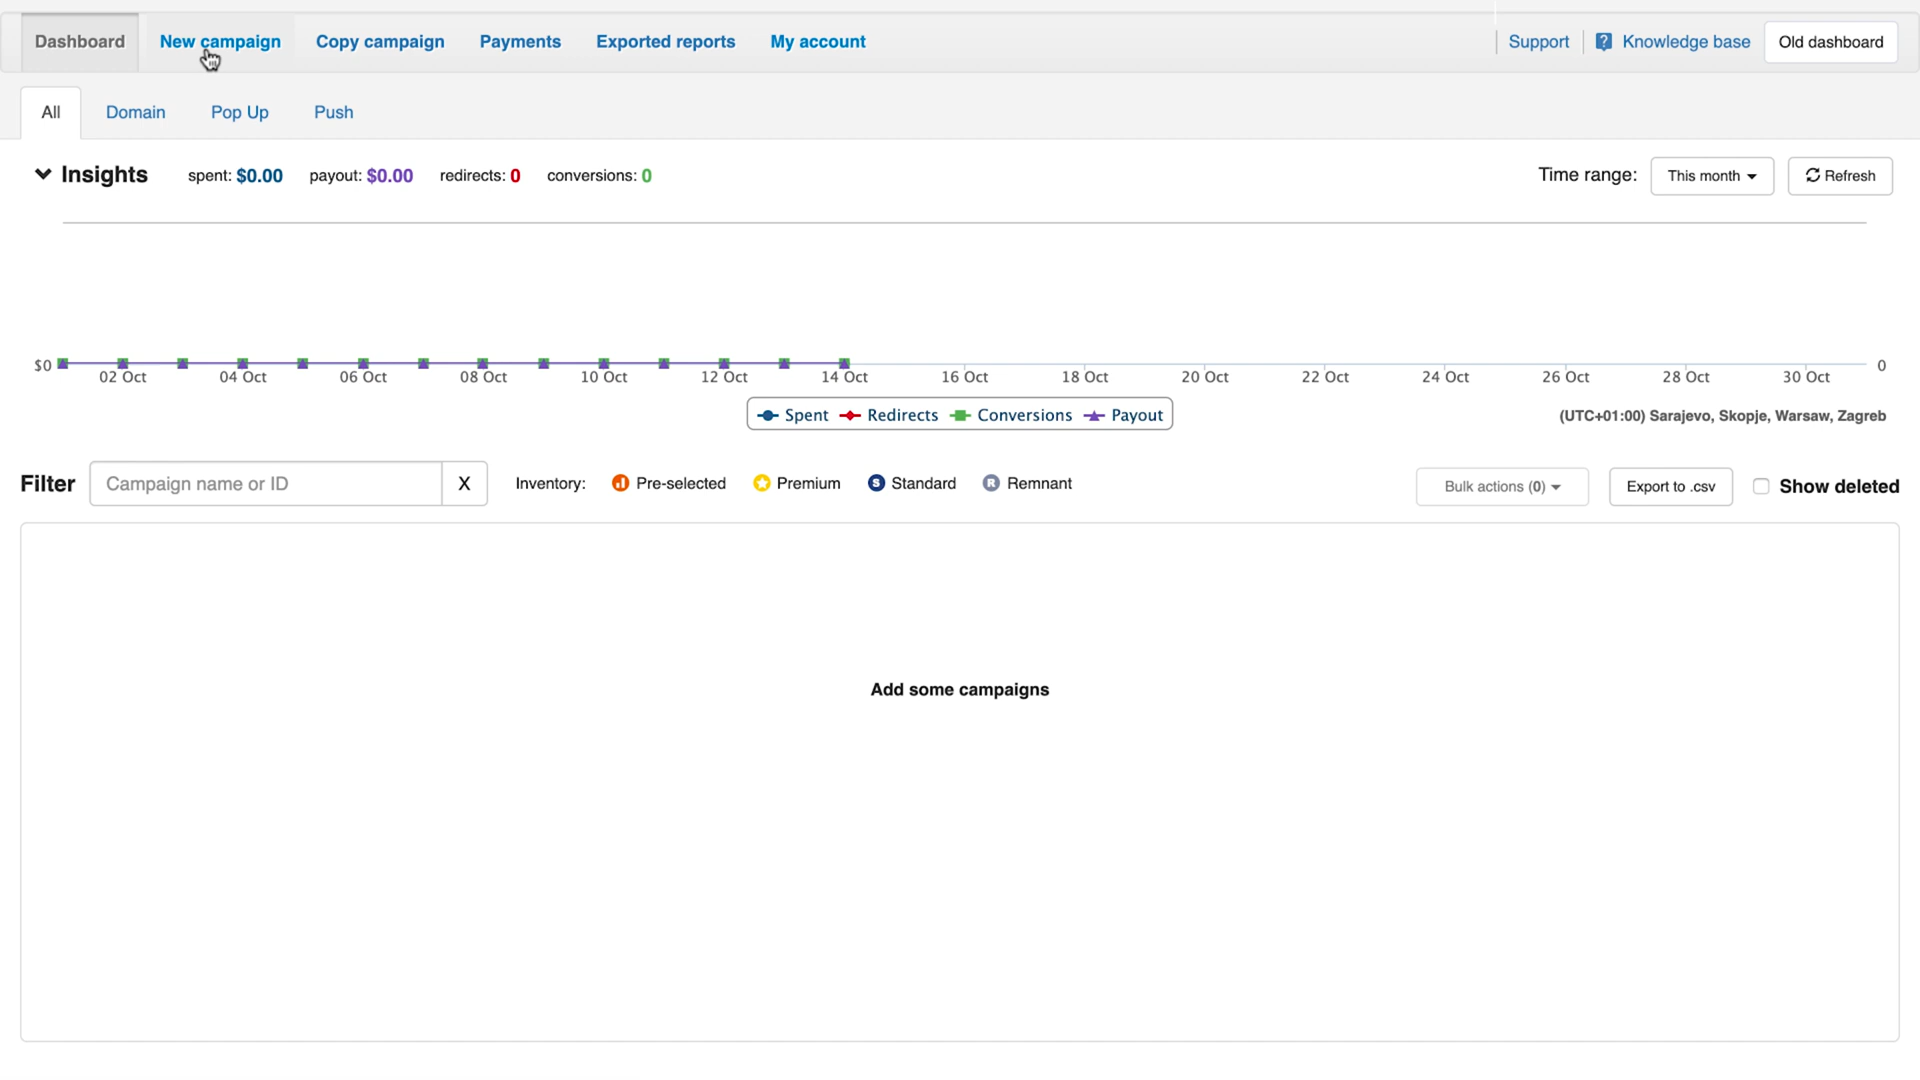 Dashboard New campaign Copy campaign Payments Exported reports My account Support ? Knowledge base Old dashboard
All Domain Pop Up Push
Insights spent: $0.00 payout: $0.00 redirects: 0 conversions: 0 Time range: This month Refresh
$0 0
02 Oct 04 Oct 06 Oct 08 Oct 10 Oct 12 Oct 14 Oct 16 Oct 18 Oct 20 Oct 22 Oct 24 Oct 26 Oct 28 Oct 30 Oct
Spent Redirects Conversions Payout (UTC+01:00) Sarajevo, Skopje, Warsaw, Zagreb
Filter Campaign name or ID X Inventory: Pre-selected Premium S Standard R Remnant Bulk actions (0) Export to .csv Show deleted
Add some campaigns